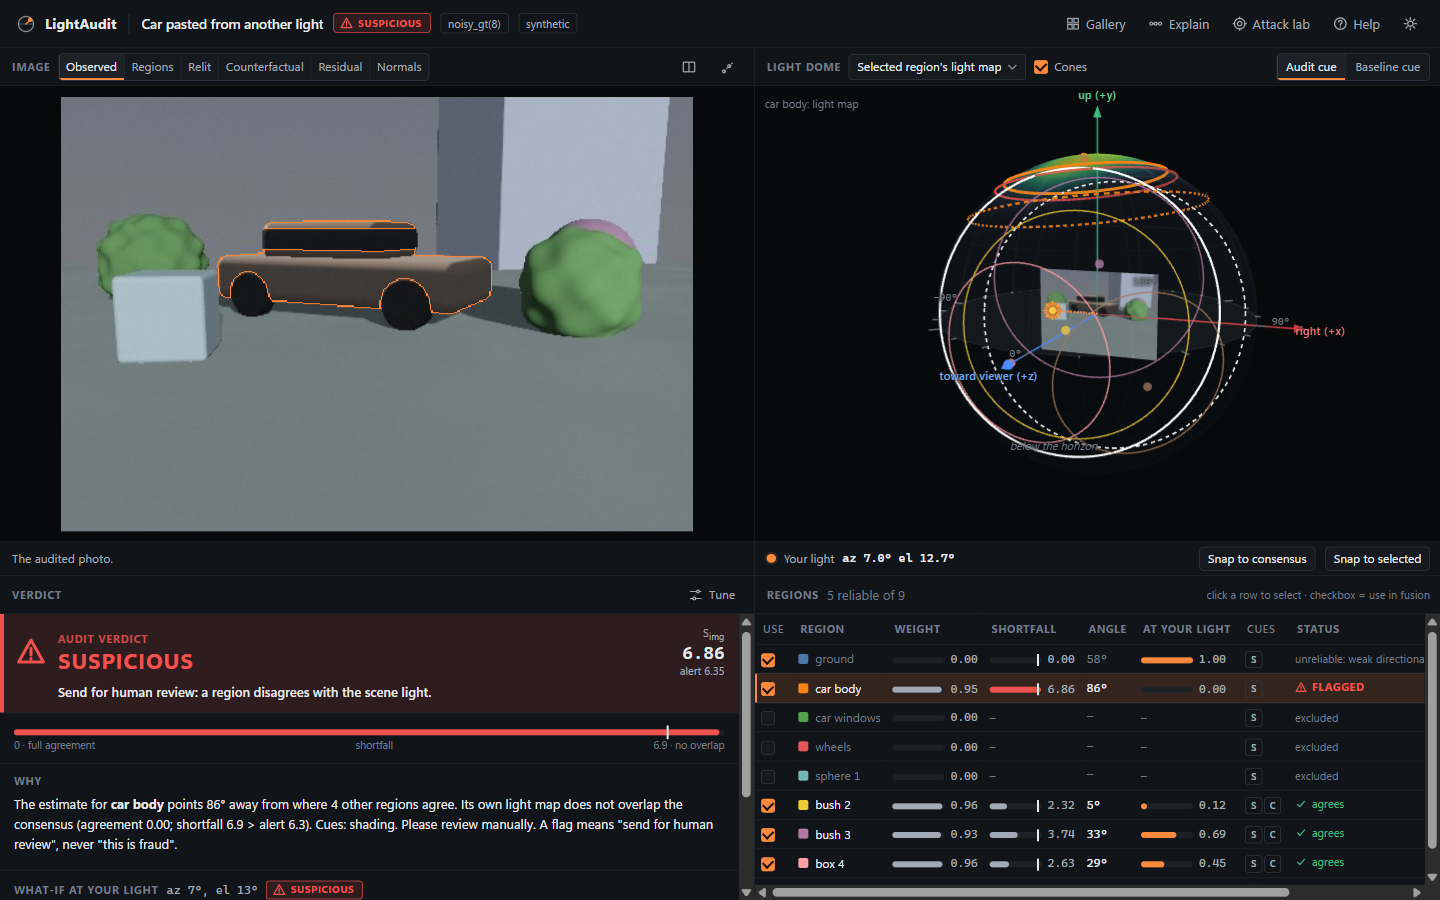 LightAudit Car pasted from another light SUSPICIOUS noisy_gt(8) synthetic Gallery Explain Attack lab Help
IMAGE Observed Regions Relit Counterfactual Residual Normals
LIGHT DOME Selected region's light map Cones Audit cue Baseline cue
car body: light map
up (+y)
-90°
180°
90°
right (+x)
0°
toward viewer (+z)
below the horizon
The audited photo.
Your light az 7.0° el 12.7° Snap to consensus Snap to selected
VERDICT Tune
AUDIT VERDICT
SUSPICIOUS
Send for human review: a region disagrees with the scene light.
Simg
6.86
alert 6.35
0 · full agreement shortfall 6.9 · no overlap
WHY
The estimate for car body points 86° away from where 4 other regions agree. Its own light map does not overlap the
consensus (agreement 0.00; shortfall 6.9 > alert 6.3). Cues: shading. Please review manually. A flag means "send for human
review", never "this is fraud".
WHAT-IF AT YOUR LIGHT az 7°, el 13° SUSPICIOUS
REGIONS 5 reliable of 9 click a row to select · checkbox = use in fusion
USE REGION WEIGHT SHORTFALL ANGLE AT YOUR LIGHT CUES STATUS
ground 0.00 0.00 58° 1.00 S unreliable: weak directiona
car body 0.95 6.86 86° 0.00 S FLAGGED
car windows 0.00 – – – S excluded
wheels 0.00 – – – S excluded
sphere 1 0.00 – – – S excluded
bush 2 0.96 2.32 5° 0.12 S C agrees
bush 3 0.93 3.74 33° 0.69 S C agrees
box 4 0.96 2.63 29° 0.45 S C agrees